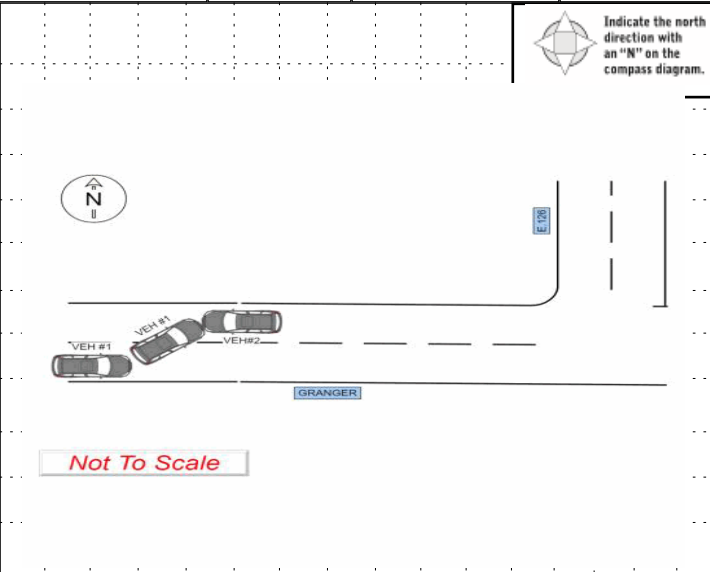 Indicate the north
direction with
an “N” on the
compass diagram.
N
E.126
VEH #1
VEH #1
VEH#2
GRANGER
Not To Scale